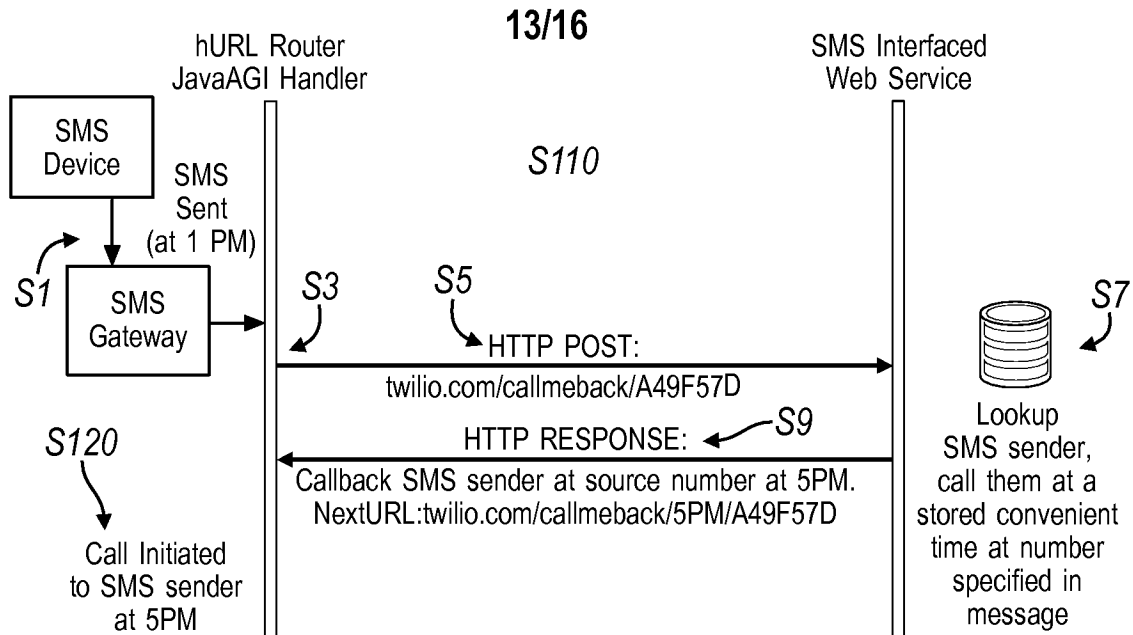 13/16
hURL Router
JavaAGI Handler
SMS Interfaced
Web Service
SMS
Device
SMS
Sent
(at 1 PM)
S110
S1
SMS
Gateway
S3
S5
S7
HTTP POST:
twilio.com/callmeback/A49F57D
S120
HTTP RESPONSE:
S9
Callback SMS sender at source number at 5PM.
NextURL:twilio.com/callmeback/5PM/A49F57D
Lookup
SMS sender,
call them at a
stored convenient
time at number
specified in
message
Call Initiated
to SMS sender
at 5PM